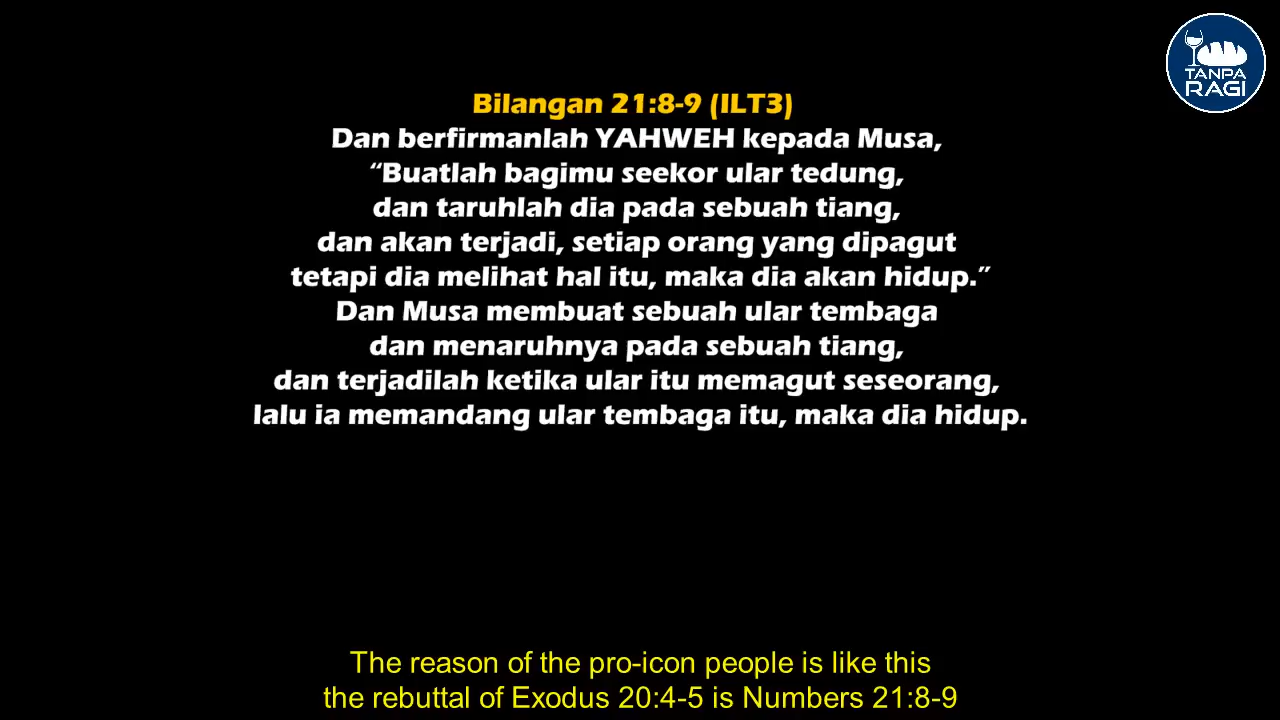 TANPA
RAGI
Bilangan 21:8-9 (ILT3)
Dan berfirmanlah YAHWEH kepada Musa,
“Buatlah bagimu seekor ular tedung,
dan taruhlah dia pada sebuah tiang,
dan akan terjadi, setiap orang yang dipagut
tetapi dia melihat hal itu, maka dia akan hidup.”
Dan Musa membuat sebuah ular tembaga
dan menaruhnya pada sebuah tiang,
dan terjadilah ketika ular itu memagut seseorang,
lalu ia memandang ular tembaga itu, maka dia hidup.
The reason of the pro-icon people is like this
the rebuttal of Exodus 20:4-5 is Numbers 21:8-9